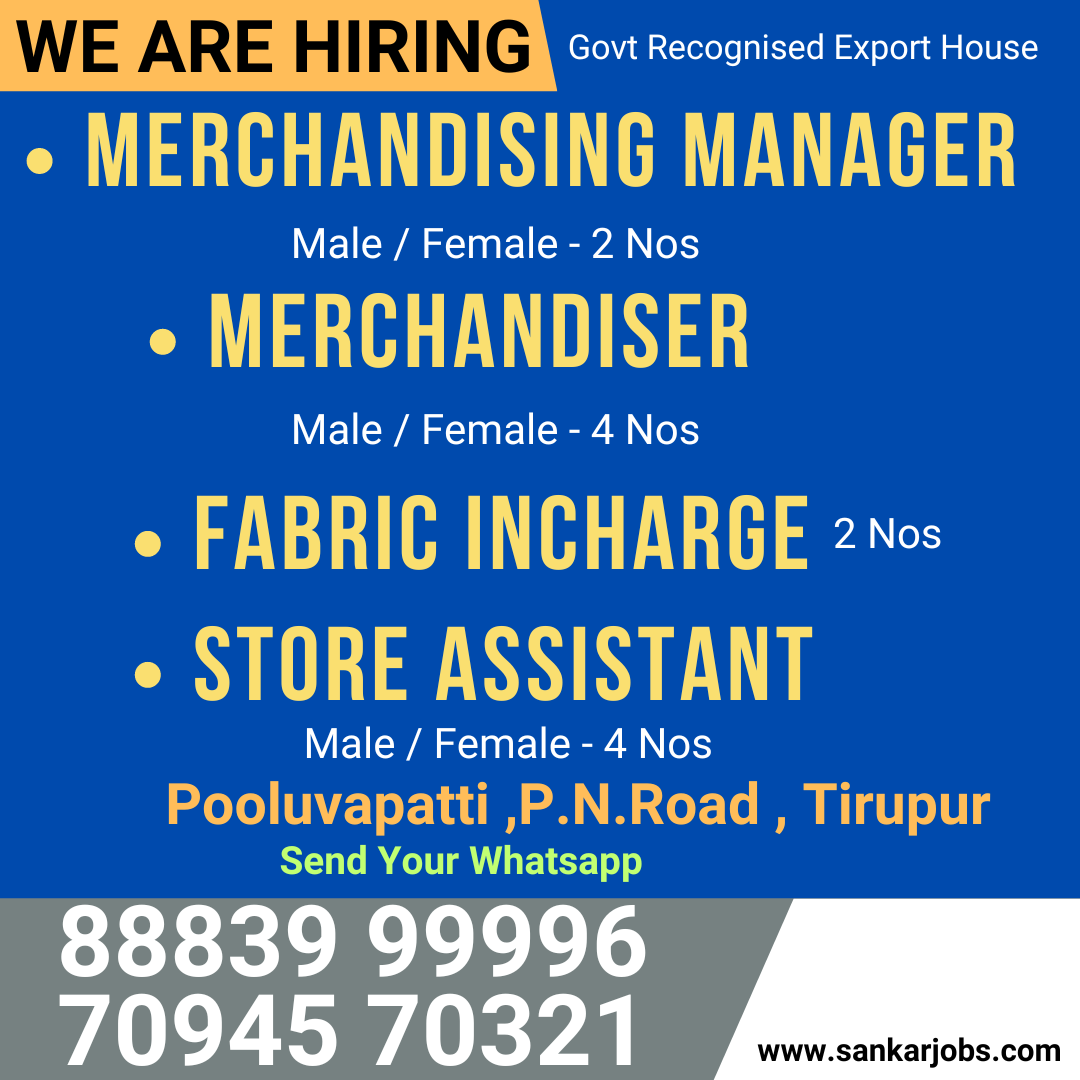 WE ARE HIRING
Govt Recognised Export House
• MERCHANDISING MANAGER
Male / Female - 2 Nos
• MERCHANDISER
Male / Female - 4 Nos
• FABRIC INCHARGE 2 Nos
• STORE ASSISTANT
Male / Female - 4 Nos
Pooluvapatti ,P.N.Road , Tirupur
Send Your Whatsapp
88839 99996
70945 70321
www.sankarjobs.com